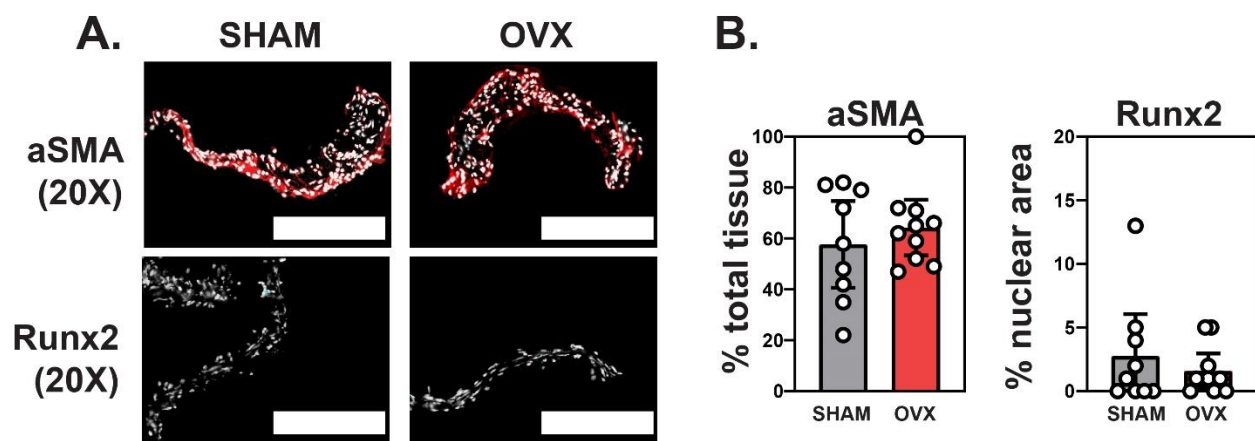 A.
SHAM
OVX
aSMA
(20X)
Runx2
(20X)
B.
aSMA
% total tissue
100
80
60
40
20
0
SHAM
OVX
Runx2
% nuclear area
20
15
10
5
0
SHAM
OVX